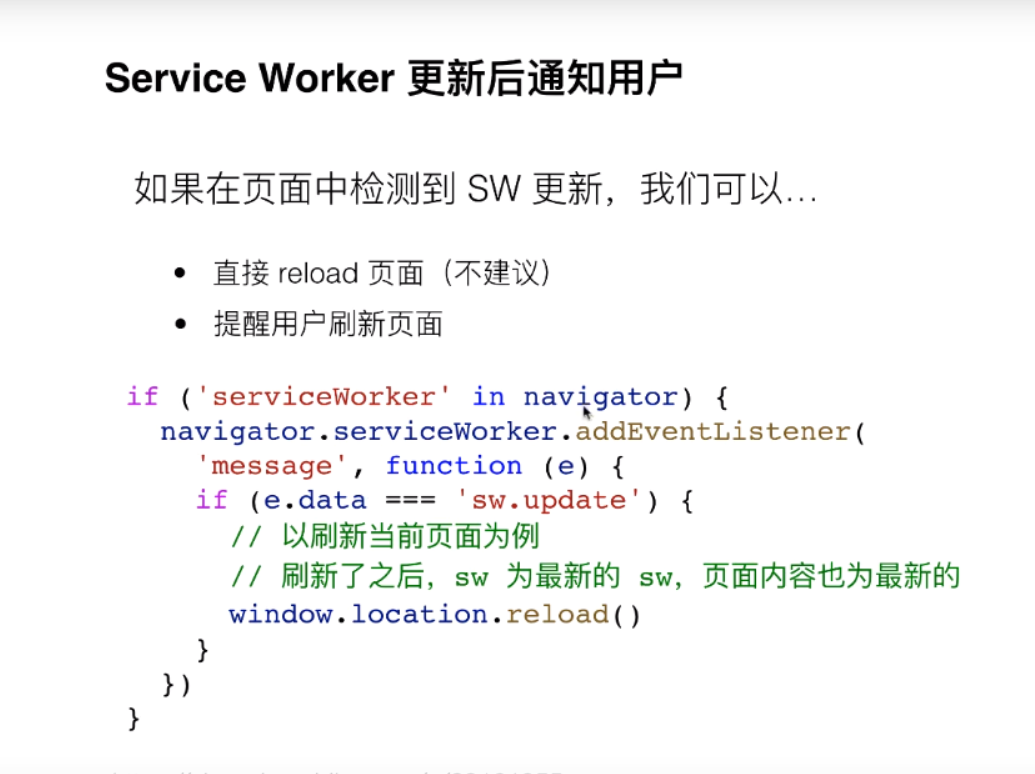 Service Worker 更新后通知用户
如果在页面中检测到 SW 更新，我们可以…
• 直接 reload 页面（不建议）
• 提醒用户刷新页面
if ('serviceWorker' in navigator) {
navigator.serviceWorker.addEventListener(
'message', function (e) {
if (e.data === 'sw.update') {
// 以刷新当前页面为例
// 刷新了之后，sw 为最新的 sw，页面内容也为最新的
window.location.reload()
}
})
}